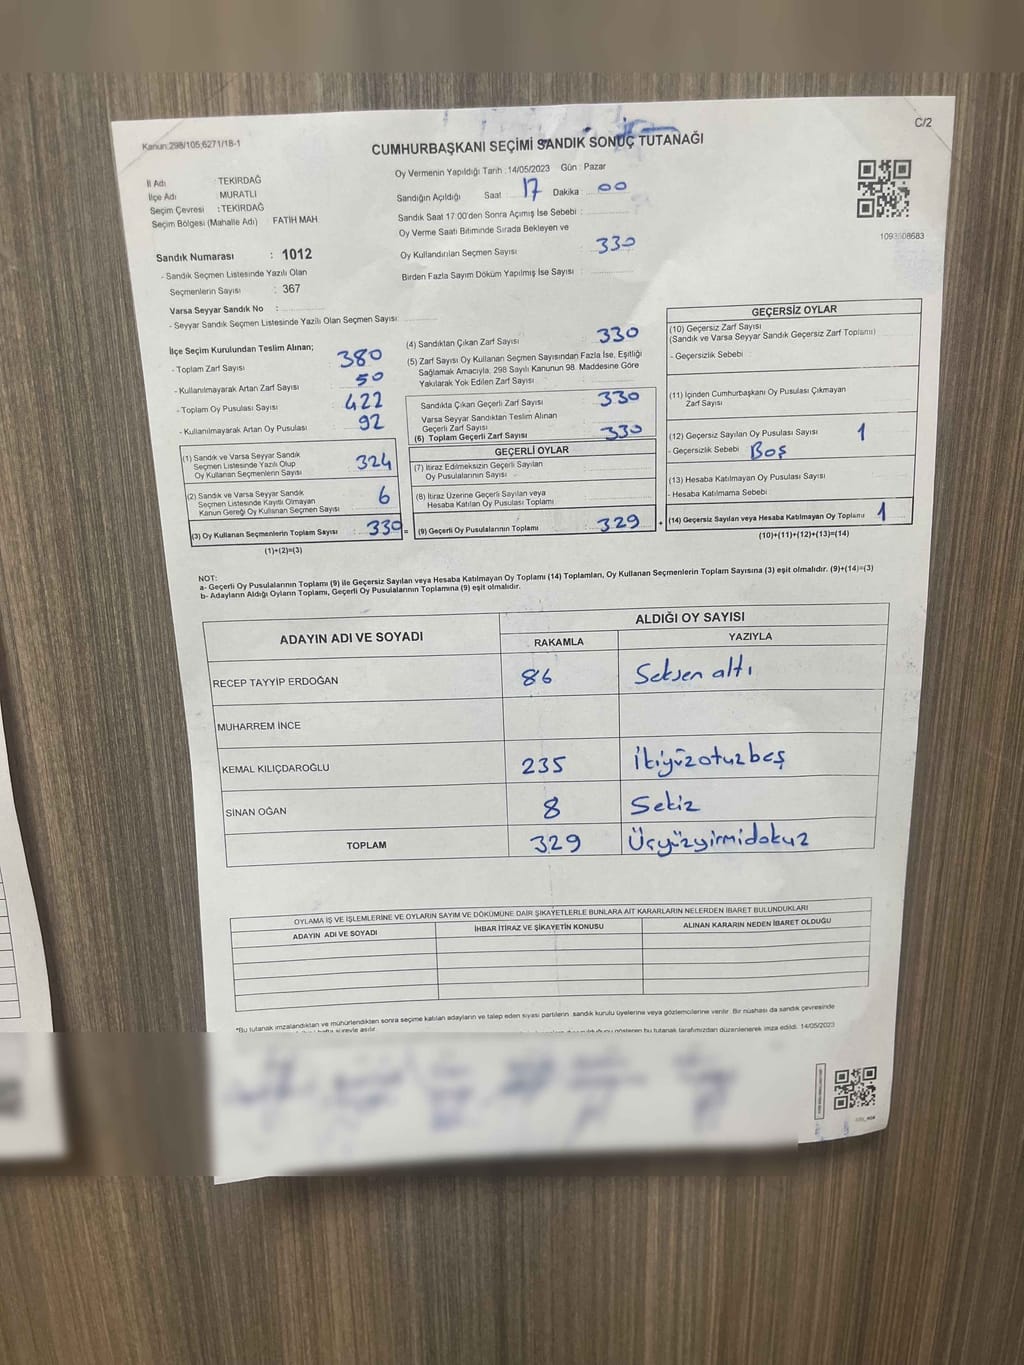 C/2
Kanun:298/105;6271/18-1
CUMHURBAŞKANI SEÇİMİ SANDIK SONUÇ TUTANAĞI
İl Adı : TEKİRDAĞ
İlçe Adı : MURATLI
Seçim Çevresi : TEKİRDAĞ
Seçim Bölgesi (Mahalle Adı) FATİH MAH.
Oy Vermenin Yapıldığı Tarih :14/05/2023 Gün : Pazar
Sandığın Açıldığı Saat 17 Dakika : 00
Sandık Saat 17:00'den Sonra Açımış İse Sebebi :
Oy Verme Saati Bitiminde Sırada Bekleyen ve
Oy Kullandırılan Seçmen Sayısı : 330
Birden Fazla Sayım Döküm Yapılmış İse Sayısı :
Sandık Numarası : 1012
- Sandık Seçmen Listesinde Yazılı Olan
Seçmenlerin Sayısı : 367
Varsa Seyyar Sandık No :
- Seyyar Sandık Seçmen Listesinde Yazılı Olan Seçmen Sayısı:
İlçe Seçim Kurulundan Teslim Alınan;
- Toplam Zarf Sayısı : 380
- Kullanılmayarak Artan Zarf Sayısı : 50
- Toplam Oy Pusulası Sayısı : 422
- Kullanılmayarak Artan Oy Pusulası : 92
(1) Sandık ve Varsa Seyyar Sandık
Seçmen Listesinde Yazılı Olup
Oy Kullanan Seçmenlerin Sayısı : 324
(2) Sandık ve Varsa Seyyar Sandık
Seçmen Listesinde Kayıtlı Olmayan
Kanun Gereği Oy Kullanan Seçmen Sayısı : 6
(3) Oy Kullanan Seçmenlerin Toplam Sayısı : 330 =
(1)+(2)=(3)
(4) Sandıktan Çıkan Zarf Sayısı : 330
(5) Zarf Sayısı Oy Kullanan Seçmen Sayısından Fazla İse, Eşitliği
Sağlamak Amacıyla, 298 Sayılı Kanunun 98. Maddesine Göre
Yakılarak Yok Edilen Zarf Sayısı :
Sandıkta Çıkan Geçerli Zarf Sayısı : 330
Varsa Seyyar Sandıktan Teslim Alınan
Geçerli Zarf Sayısı :
(6) Toplam Geçerli Zarf Sayısı : 330
GEÇERLİ OYLAR
(7) İtiraz Edilmeksizin Geçerli Sayılan
Oy Pusulalarının Sayısı :
(8) İtiraz Üzerine Geçerli Sayılan veya
Hesaba Katılan Oy Pusulası Toplamı :
(9) Geçerli Oy Pusulalarının Toplamı : 329 +
1093508683
GEÇERSİZ OYLAR
(10) Geçersiz Zarf Sayısı
(Sandık ve Varsa Seyyar Sandık Geçersiz Zarf Toplamı)
- Geçersizlik Sebebi :
(11) İçinden Cumhurbaşkanı Oy Pusulası Çıkmayan
Zarf Sayısı :
(12) Geçersiz Sayılan Oy Pusulası Sayısı : 1
- Geçersizlik Sebebi : Boş
(13) Hesaba Katılmayan Oy Pusulası Sayısı :
- Hesaba Katılmama Sebebi :
(14) Geçersiz Sayılan veya Hesaba Katılmayan Oy Toplamı : 1
(10)+(11)+(12)+(13)=(14)
NOT:
a- Geçerli Oy Pusulalarının Toplamı (9) ile Geçersiz Sayılan veya Hesaba Katılmayan Oy Toplamı (14) Toplamları, Oy Kullanan Seçmenlerin Toplam Sayısına (3) eşit olmalıdır. (9)+(14)=(3)
b- Adayların Aldığı Oyların Toplamı, Geçerli Oy Pusulalarının Toplamına (9) eşit olmalıdır.
ADAYIN ADI VE SOYADI ALDIĞI OY SAYISI
RAKAMLA YAZIYLA
RECEP TAYYİP ERDOĞAN 86 Seksen altı
MUHARREM İNCE
KEMAL KILIÇDAROĞLU 235 İkiyüzotuzbeş
SİNAN OĞAN 8 Sekiz
TOPLAM 329 Üçyüzyirmidokuz
OYLAMA İŞ VE İŞLEMLERİNE VE OYLARIN SAYIM VE DÖKÜMÜNE DAİR ŞİKAYETLERLE BUNLARA AİT KARARLARIN NELERDEN İBARET BULUNDUKLARI
ADAYIN ADI VE SOYADI İHBAR İTİRAZ VE ŞİKAYETİN KONUSU ALINAN KARARIN NEDEN İBARET OLDUĞU
*Bu tutanak imzalandıktan ve mühürlendikten sonra seçime katılan adayların ve talep eden siyasi partilerin sandık kurulu üyelerine veya gözlemcilerine verilir. Bir nüshası da sandık çevresinde
bu tutanak tarafımızdan düzenlenerek imza edildi. 14/05/2023